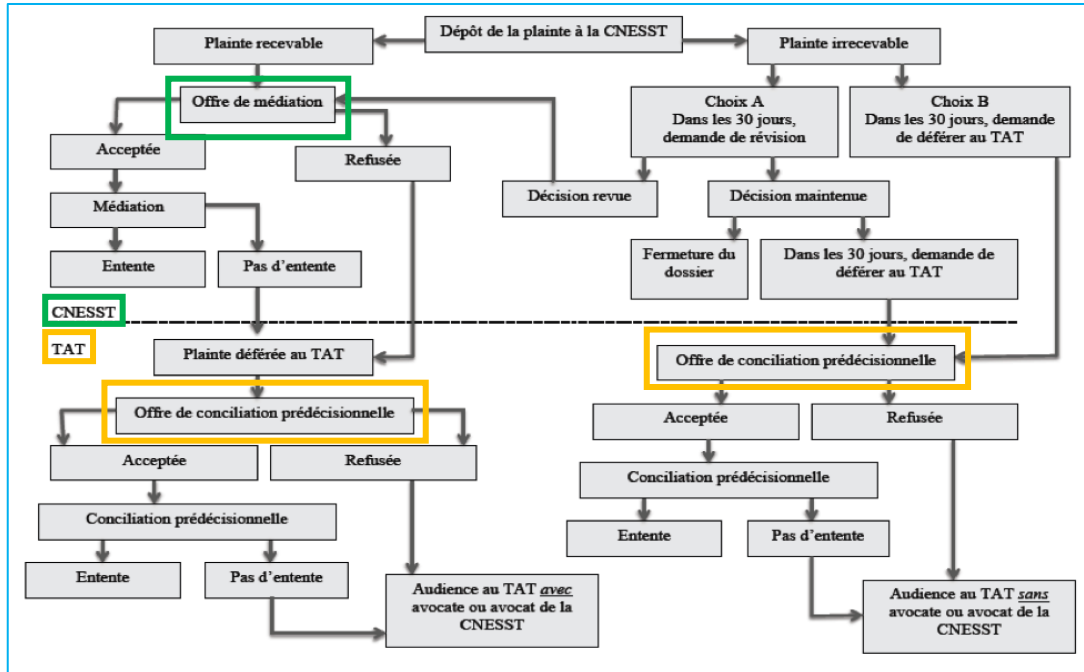 Dépôt de la plainte à la CNESST
Plainte recevable
Plainte irrecevable
Offre de médiation
Choix A
Dans les 30 jours,
demande de révision
Choix B
Dans les 30 jours, demande
de déférer au TAT
Acceptée
Refusée
Décision revue
Décision maintenue
Médiation
Entente
Pas d'entente
Fermeture du
dossier
Dans les 30 jours, demande de
déférer au TAT
CNESST
TAT
Plainte déférée au TAT
Offre de conciliation prédécisionnelle
Offre de conciliation prédécisionnelle
Acceptée
Refusée
Acceptée
Refusée
Conciliation prédécisionnelle
Conciliation prédécisionnelle
Entente
Pas d'entente
Entente
Pas d'entente
Audience au TAT avec
avocate ou avocat de la
CNESST
Audience au TAT sans
avocate ou avocat de la
CNESST